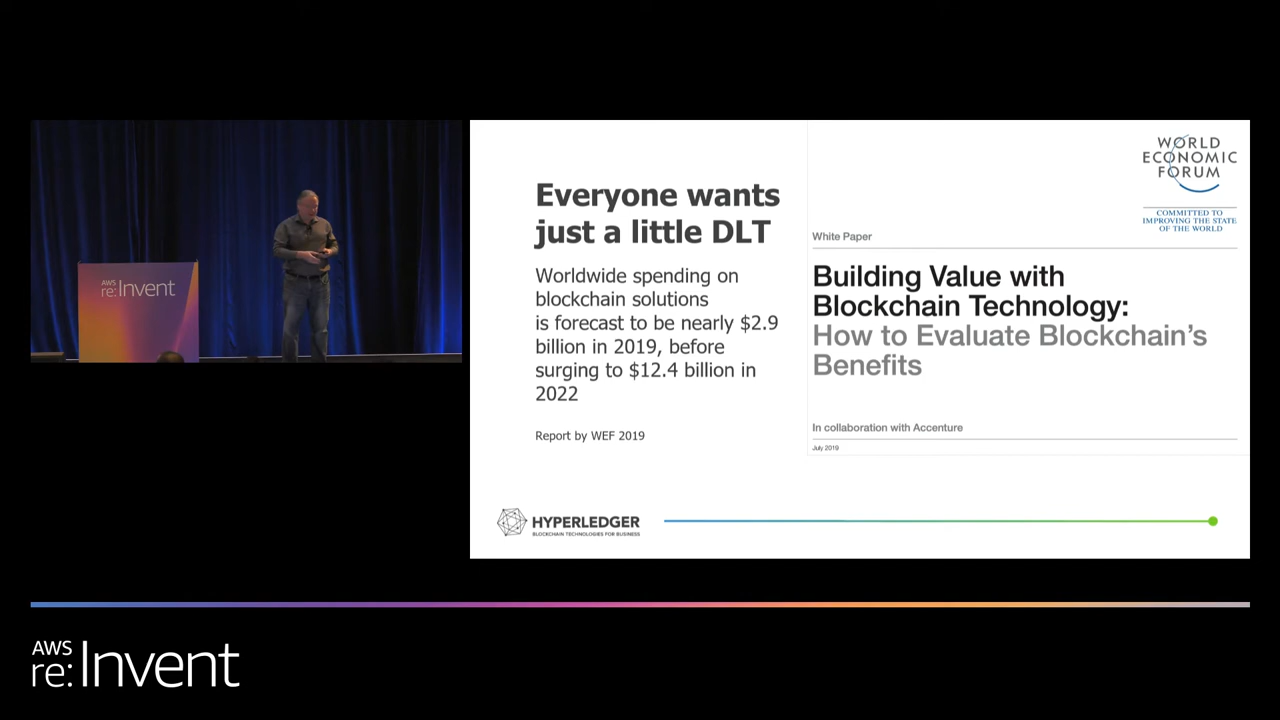 AWS
re:Invent
Everyone wants
just a little DLT
Worldwide spending on
blockchain solutions
is forecast to be nearly $2.9
billion in 2019, before
surging to $12.4 billion in
2022
Report by WEF 2019
WORLD
ECONOMIC
FORUM
COMMITTED TO
IMPROVING THE STATE
OF THE WORLD
White Paper
Building Value with
Blockchain Technology:
How to Evaluate Blockchain's
Benefits
In collaboration with Accenture
July 2019
HYPERLEDGER
BLOCKCHAIN TECHNOLOGIES FOR BUSINESS
AWS
re:Invent